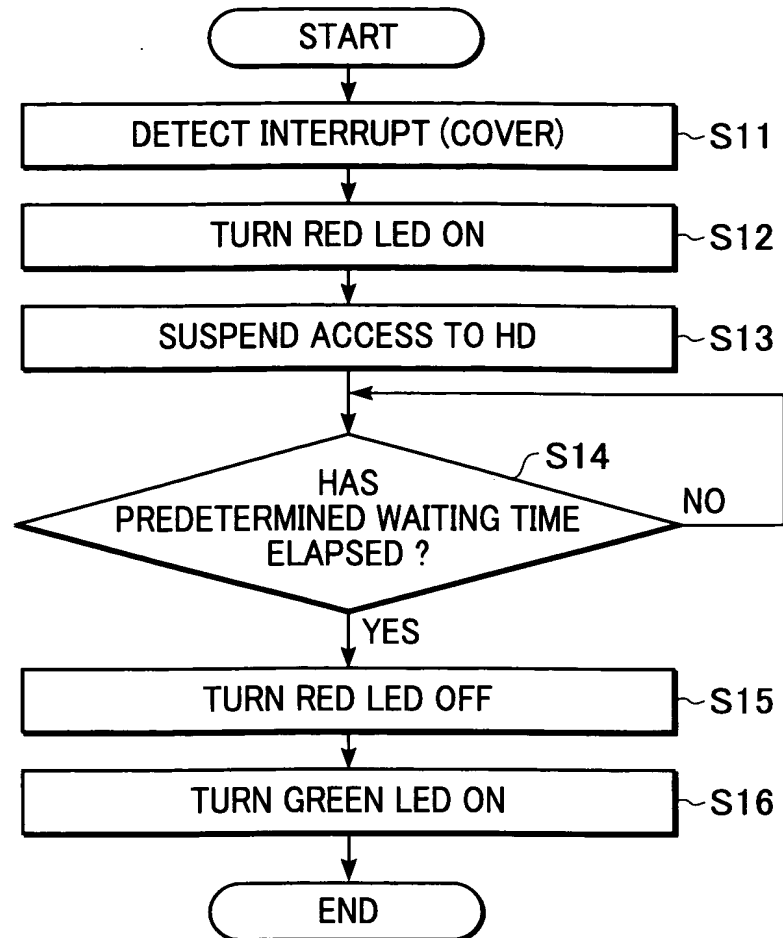 START
DETECT INTERRUPT (COVER)
S11
TURN RED LED ON
S12
SUSPEND ACCESS TO HD
S13
S14
HAS
PREDETERMINED WAITING TIME
ELAPSED ?
NO
YES
TURN RED LED OFF
S15
TURN GREEN LED ON
S16
END